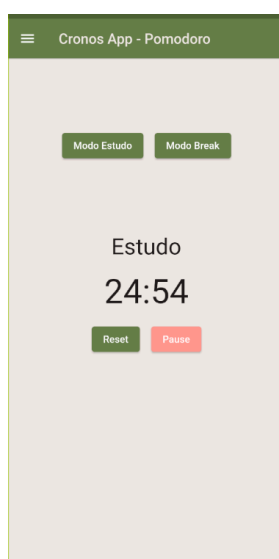 Cronos App - Pomodoro
Modo Estudo Modo Break
Estudo
24:54
Reset Pause